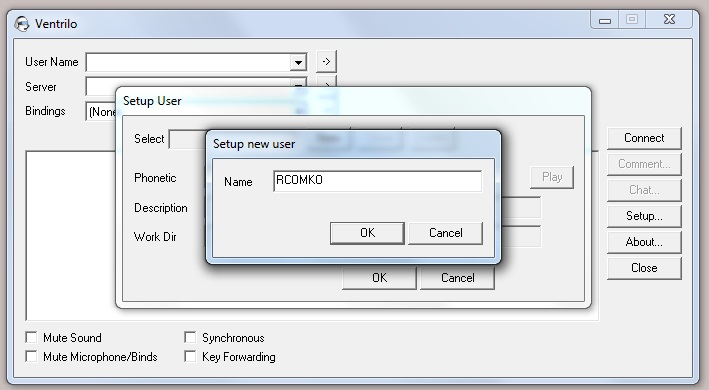 Ventrilo
User Name ->
Server
Bindings (None
Setup User
Select
Setup new user
Name RCOMKO
OK Cancel
Phonetic Play
Description
Work Dir
OK Cancel
Connect
Comment...
Chat...
Setup...
About...
Close
Mute Sound Synchronous
Mute Microphone/Binds Key Forwarding